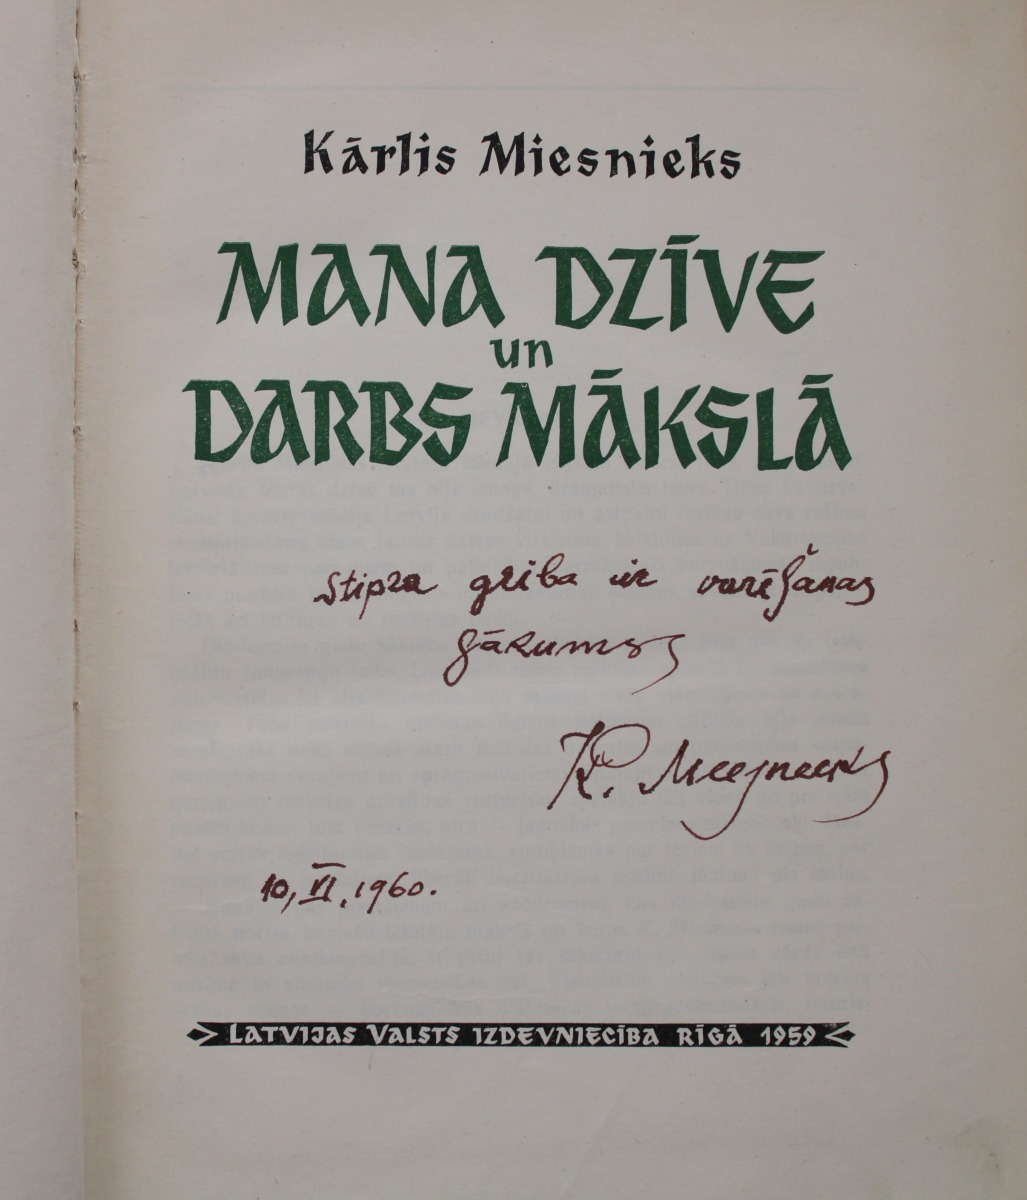 Kārlis Miesnieks
MANA DZĪVE
un
DARBS MĀKSLĀ
Stipra griba ir varēšanas
sākums
K. Miesnieks
10, VI, 1960.
LATVIJAS VALSTS IZDEVNIECĪBA RĪGĀ 1959